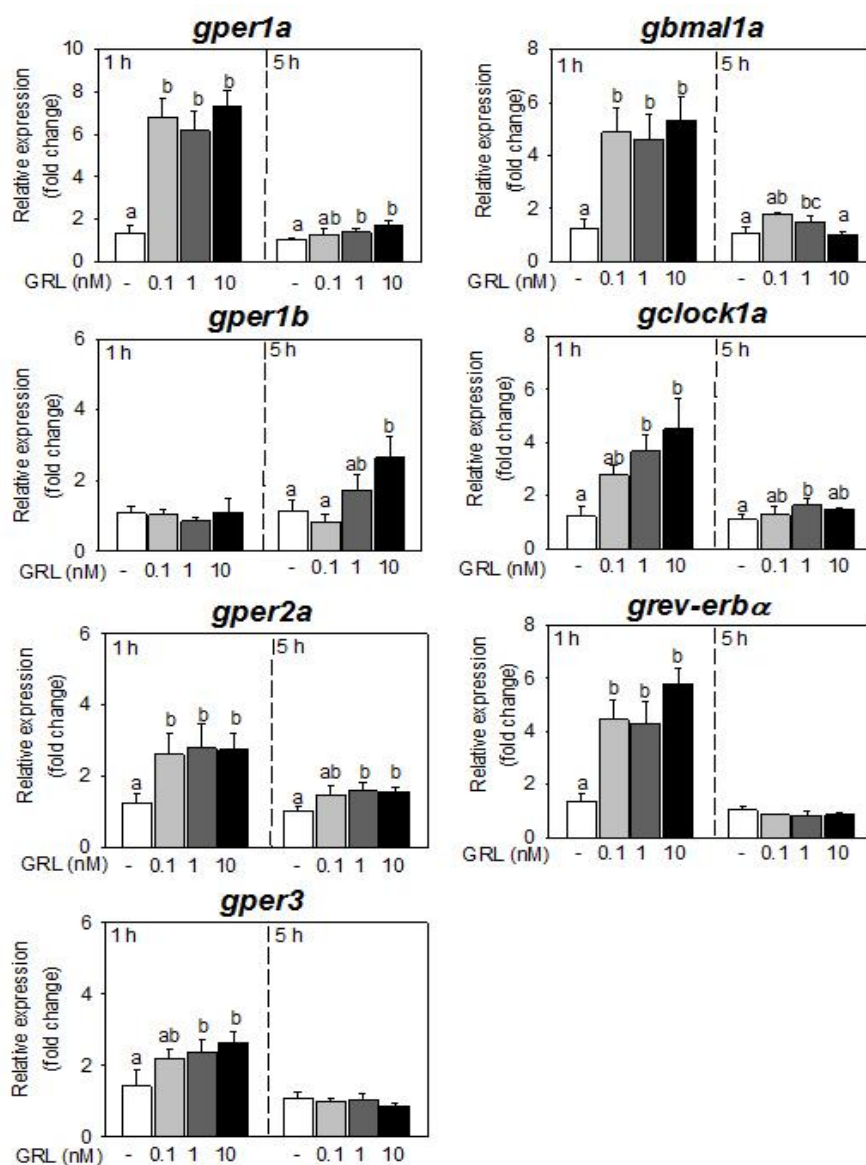 gper1a
Relative expression
(fold change)
10
8
6
4
2
0
1 h
5 h
a b b b a ab b b
GRL (nM) - 0.1 1 10 - 0.1 1 10
gbmal1a
Relative expression
(fold change)
8
6
4
2
0
1 h
5 h
a b b b a ab bc a
- 0.1 1 10 - 0.1 1 10
gper1b
Relative expression
(fold change)
6
4
2
0
1 h
5 h
a a ab b
GRL (nM) - 0.1 1 10 - 0.1 1 10
gclock1a
Relative expression
(fold change)
8
6
4
2
0
1 h
5 h
a ab b b a ab b ab
GRL (nM) - 0.1 1 10 - 0.1 1 10
gper2a
Relative expression
(fold change)
6
4
2
0
1 h
5 h
a b b b a ab b b
GRL (nM) - 0.1 1 10 - 0.1 1 10
grev-erbα
Relative expression
(fold change)
8
6
4
2
0
1 h
5 h
a b b b
GRL (nM) - 0.1 1 10 - 0.1 1 10
gper3
Relative expression
(fold change)
6
4
2
0
1 h
5 h
a ab b b
GRL (nM) - 0.1 1 10 - 0.1 1 10